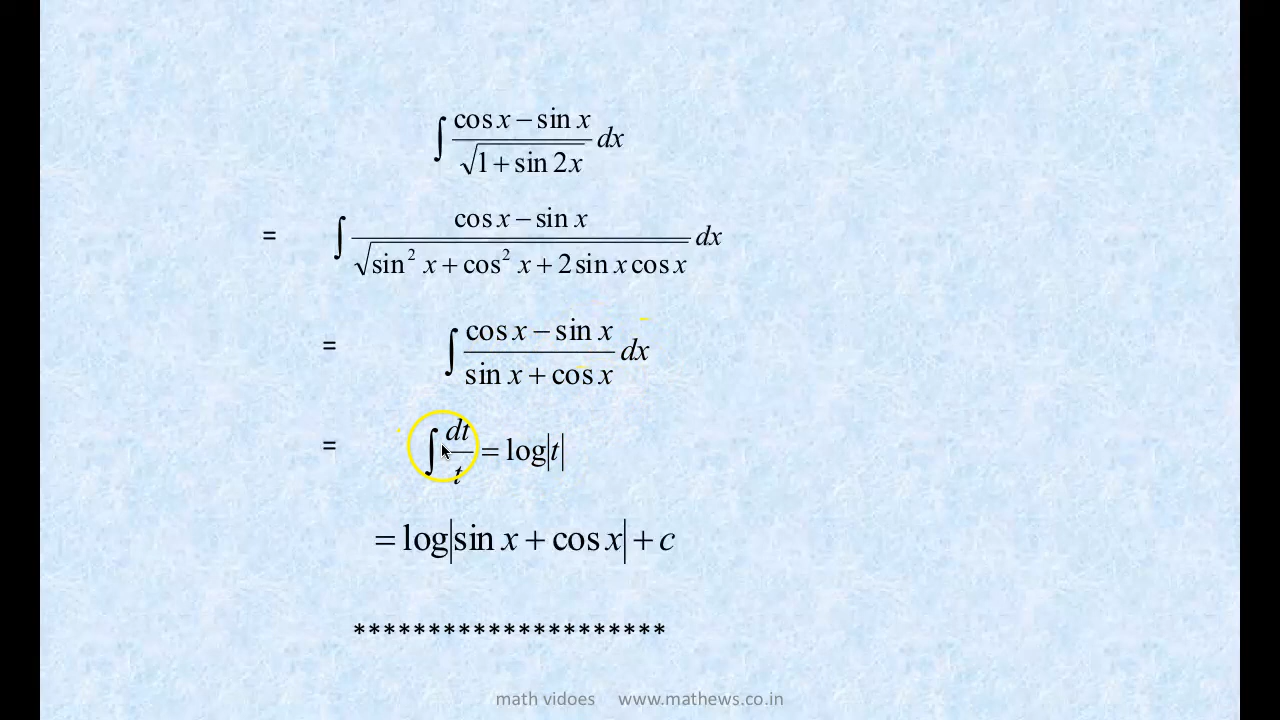 ∫ (cos x − sin x)/√(1 + sin 2x) dx
= ∫ (cos x − sin x)/√(sin² x + cos² x + 2 sin x cos x) dx
= ∫ (cos x − sin x)/(sin x + cos x) dx
= ∫ dt/t = log|t|
= log|sin x + cos x| + c
*********************
math vidoes www.mathews.co.in